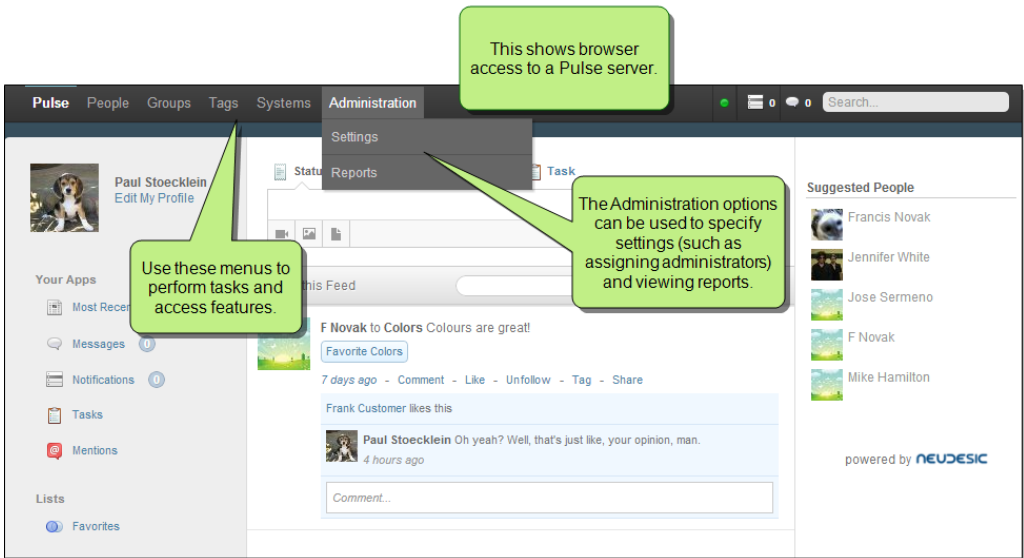 This shows browser
access to a Pulse server.
Pulse People Groups Tags Systems Administration 0 0 Search...
Settings
Reports
Paul Stoecklein
Edit My Profile
Task
The Administration options
can be used to specify
settings (such as
assigning administrators)
and viewing reports.
Use these menus to
perform tasks and
access features.
Your Apps
Messages 0
Notifications 0
Tasks
Mentions
Lists
Favorites
this Feed
F Novak to Colors Colours are great!
Favorite Colors
7 days ago - Comment - Like - Unfollow - Tag - Share
Frank Customer likes this
Paul Stoecklein Oh yeah? Well, that's just like, your opinion, man.
4 hours ago
Comment...
Suggested People
Francis Novak
Jennifer White
Jose Sermeno
F Novak
Mike Hamilton
powered by NEUDESIC